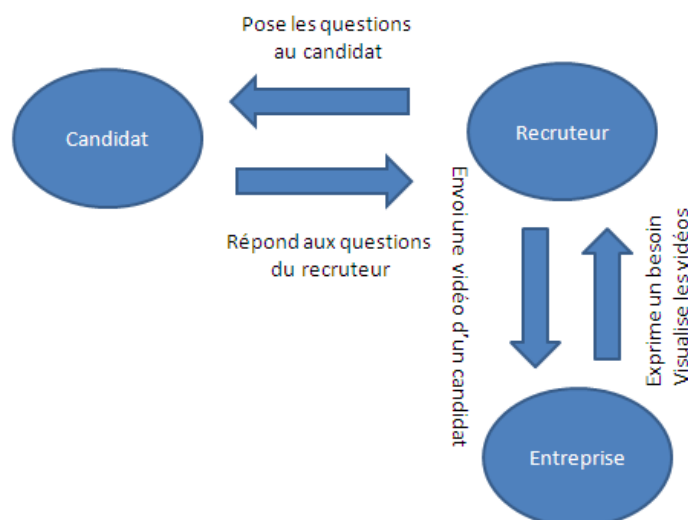 Pose les questions
au candidat
Candidat
Recruteur
Répond aux questions
du recruteur
Envoi une vidéo d'un candidat
Exprime un besoin
Visualise les vidéos
Entreprise